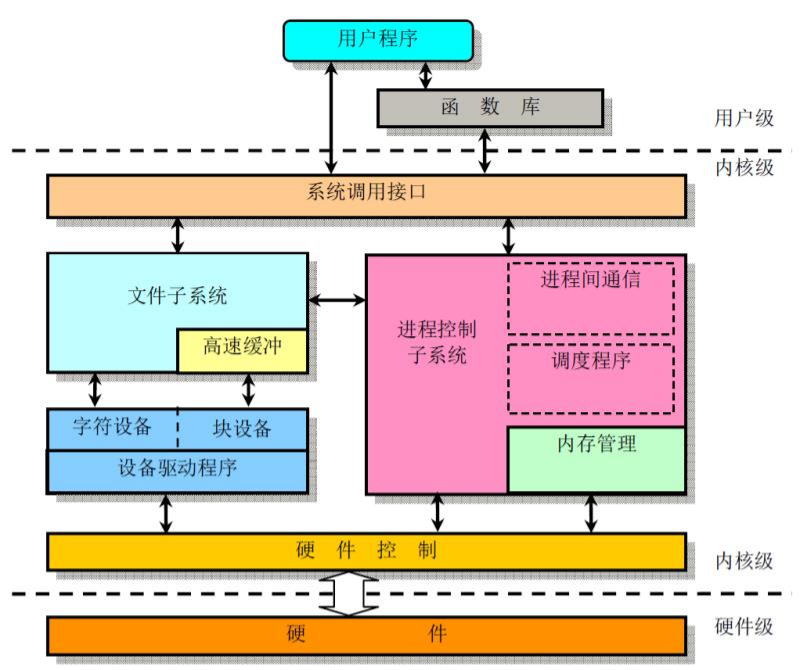 用户程序
函 数 库
用户级
内核级
系统调用接口
文件子系统
高速缓冲
进程控制
子系统
进程间通信
调度程序
内存管理
字符设备
块设备
设备驱动程序
硬 件 控 制
内核级
硬件级
硬 件